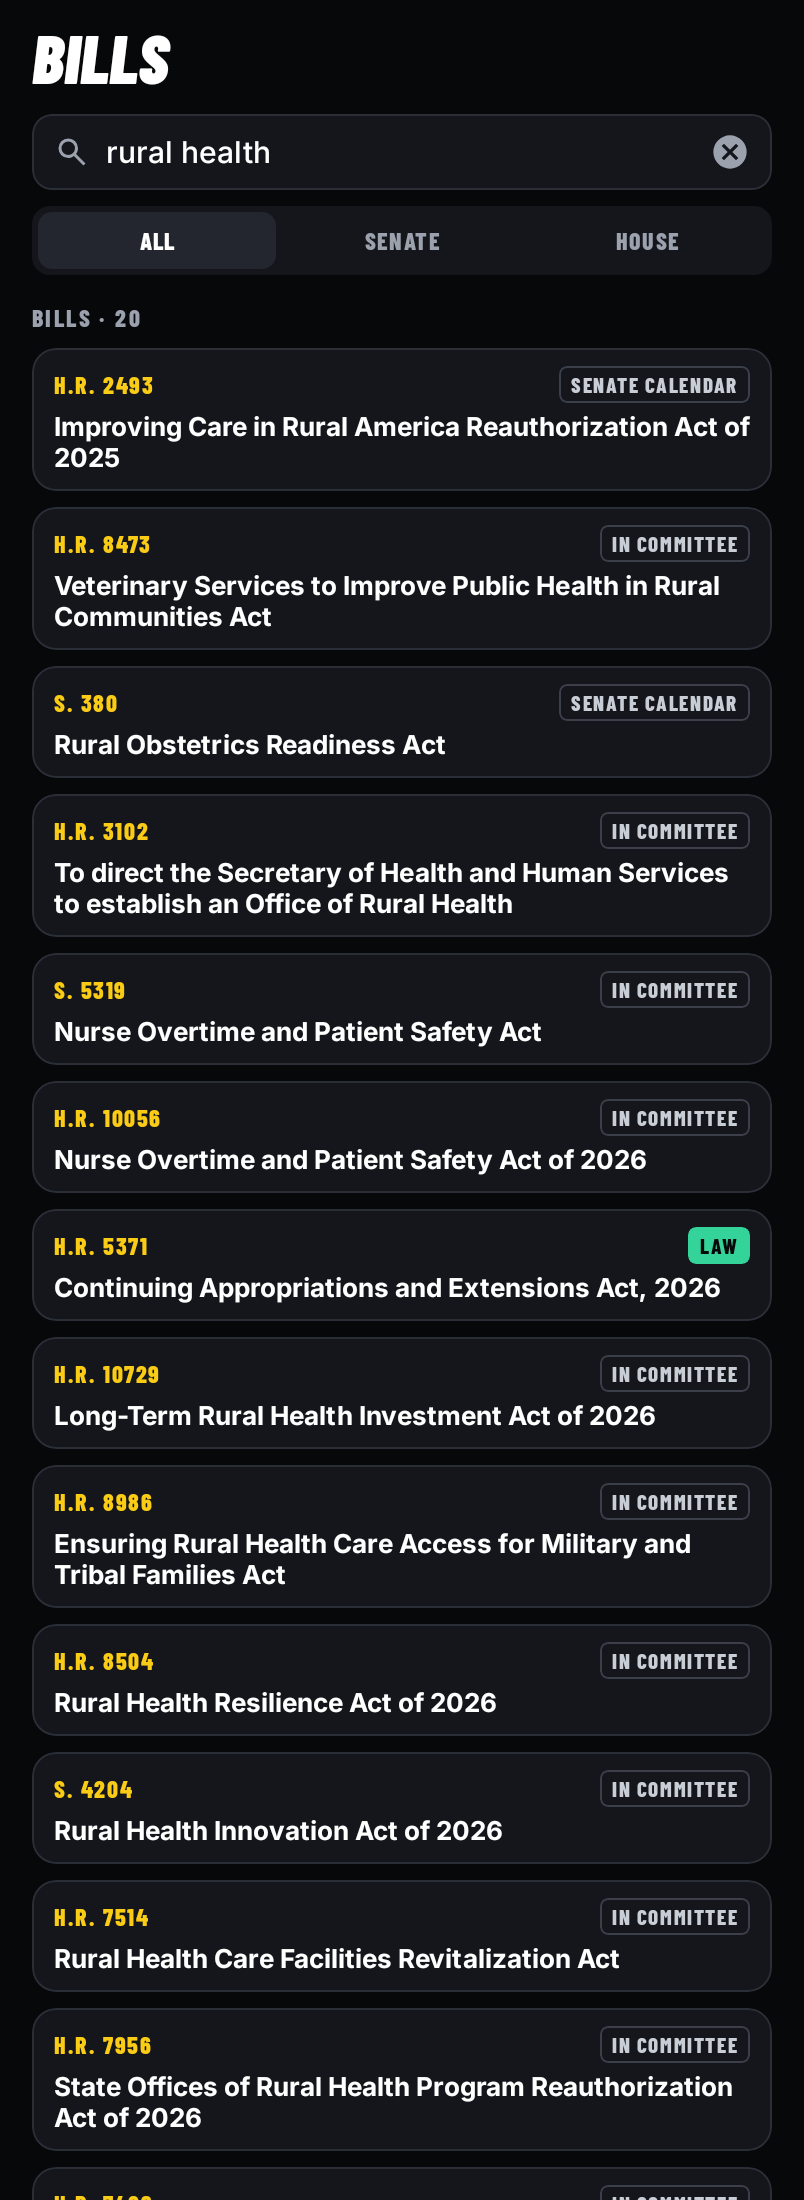 BILLS
rural health
ALL
SENATE
HOUSE
BILLS · 20
H.R. 2493
SENATE CALENDAR
Improving Care in Rural America Reauthorization Act of
2025
H.R. 8473
IN COMMITTEE
Veterinary Services to Improve Public Health in Rural
Communities Act
S. 380
SENATE CALENDAR
Rural Obstetrics Readiness Act
H.R. 3102
IN COMMITTEE
To direct the Secretary of Health and Human Services
to establish an Office of Rural Health
S. 5319
IN COMMITTEE
Nurse Overtime and Patient Safety Act
H.R. 10056
IN COMMITTEE
Nurse Overtime and Patient Safety Act of 2026
H.R. 5371
LAW
Continuing Appropriations and Extensions Act, 2026
H.R. 10729
IN COMMITTEE
Long-Term Rural Health Investment Act of 2026
H.R. 8986
IN COMMITTEE
Ensuring Rural Health Care Access for Military and
Tribal Families Act
H.R. 8504
IN COMMITTEE
Rural Health Resilience Act of 2026
S. 4204
IN COMMITTEE
Rural Health Innovation Act of 2026
H.R. 7514
IN COMMITTEE
Rural Health Care Facilities Revitalization Act
H.R. 7956
IN COMMITTEE
State Offices of Rural Health Program Reauthorization
Act of 2026